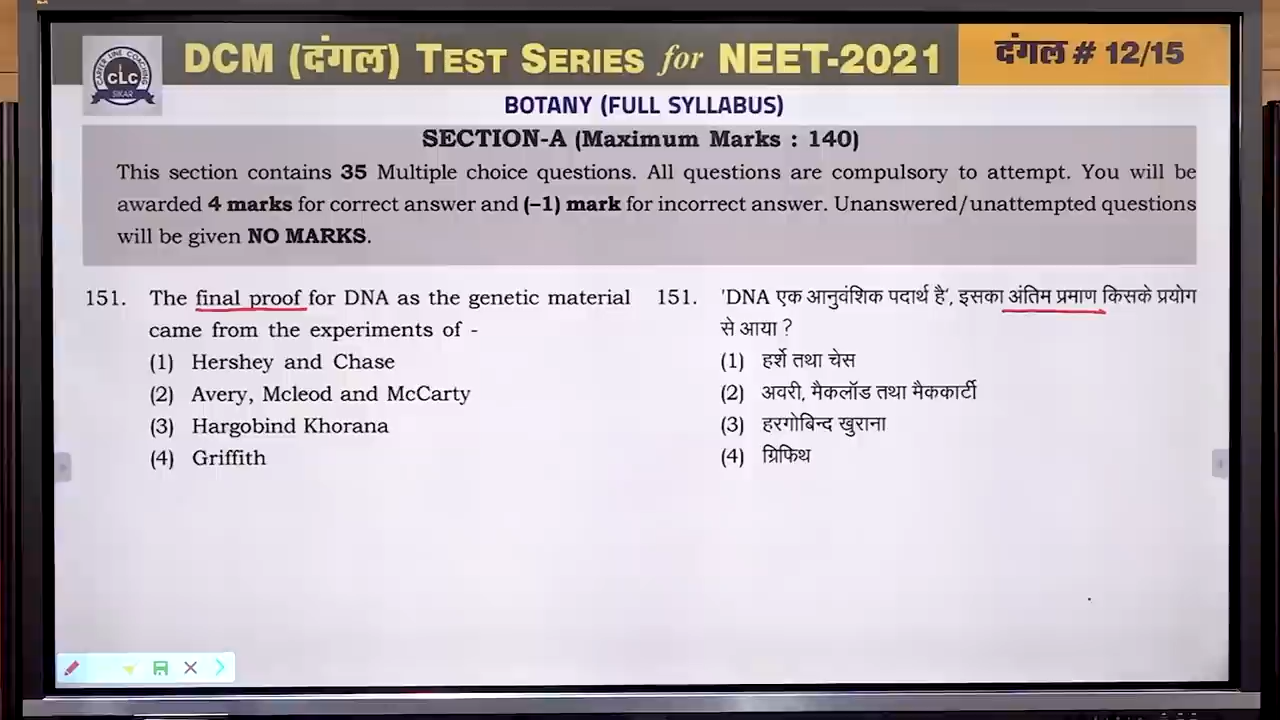 CAREER LINE COACHING
CLC
SIKAR
DCM (दंगल) TEST SERIES for NEET-2021
दंगल # 12/15
BOTANY (FULL SYLLABUS)
SECTION-A (Maximum Marks : 140)
This section contains 35 Multiple choice questions. All questions are compulsory to attempt. You will be
awarded 4 marks for correct answer and (–1) mark for incorrect answer. Unanswered/unattempted questions
will be given NO MARKS.
151. The final proof for DNA as the genetic material
came from the experiments of -
(1) Hershey and Chase
(2) Avery, Mcleod and McCarty
(3) Hargobind Khorana
(4) Griffith
151. 'DNA एक आनुवंशिक पदार्थ है', इसका अंतिम प्रमाण किसके प्रयोग
से आया ?
(1) हर्शे तथा चेस
(2) अवरी, मैकलॉड तथा मैककार्टी
(3) हरगोबिन्द खुराना
(4) ग्रिफिथ